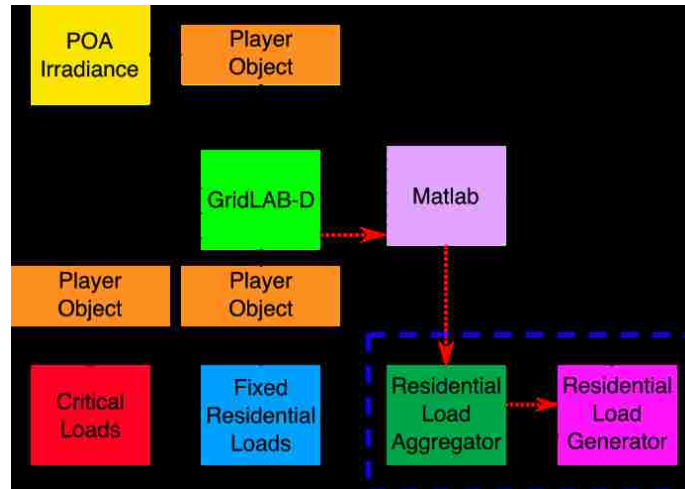 POA
Irradiance
Player
Object
GridLAB-D
Matlab
Player
Object
Player
Object
Critical
Loads
Fixed
Residential
Loads
Residential
Load
Aggregator
Residential
Load
Generator